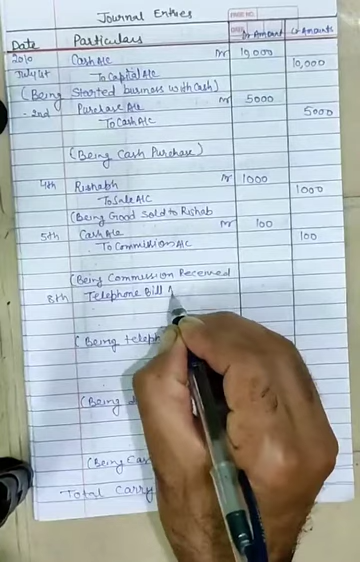 Journal Entries
PAGE NO.
DATE
Date Particulars Dr Amount Cr Amounts
2010 Cash A/c Dr 10,000
July 1st To Capital A/c 10,000
(Being Started business with Cash)
- 2nd Purchase A/c Dr 5000
To Cash A/c 5000
(Being Cash Purchase)
4th Rishabh Dr 1000
To Sale A/c 1000
(Being Good Sold to Rishab
5th Cash A/c Dr 100
To Commission A/c 100
(Being Commission Received
8th Telephone Bill A
(Being telep
(Being
(Being Cas
Total Carry